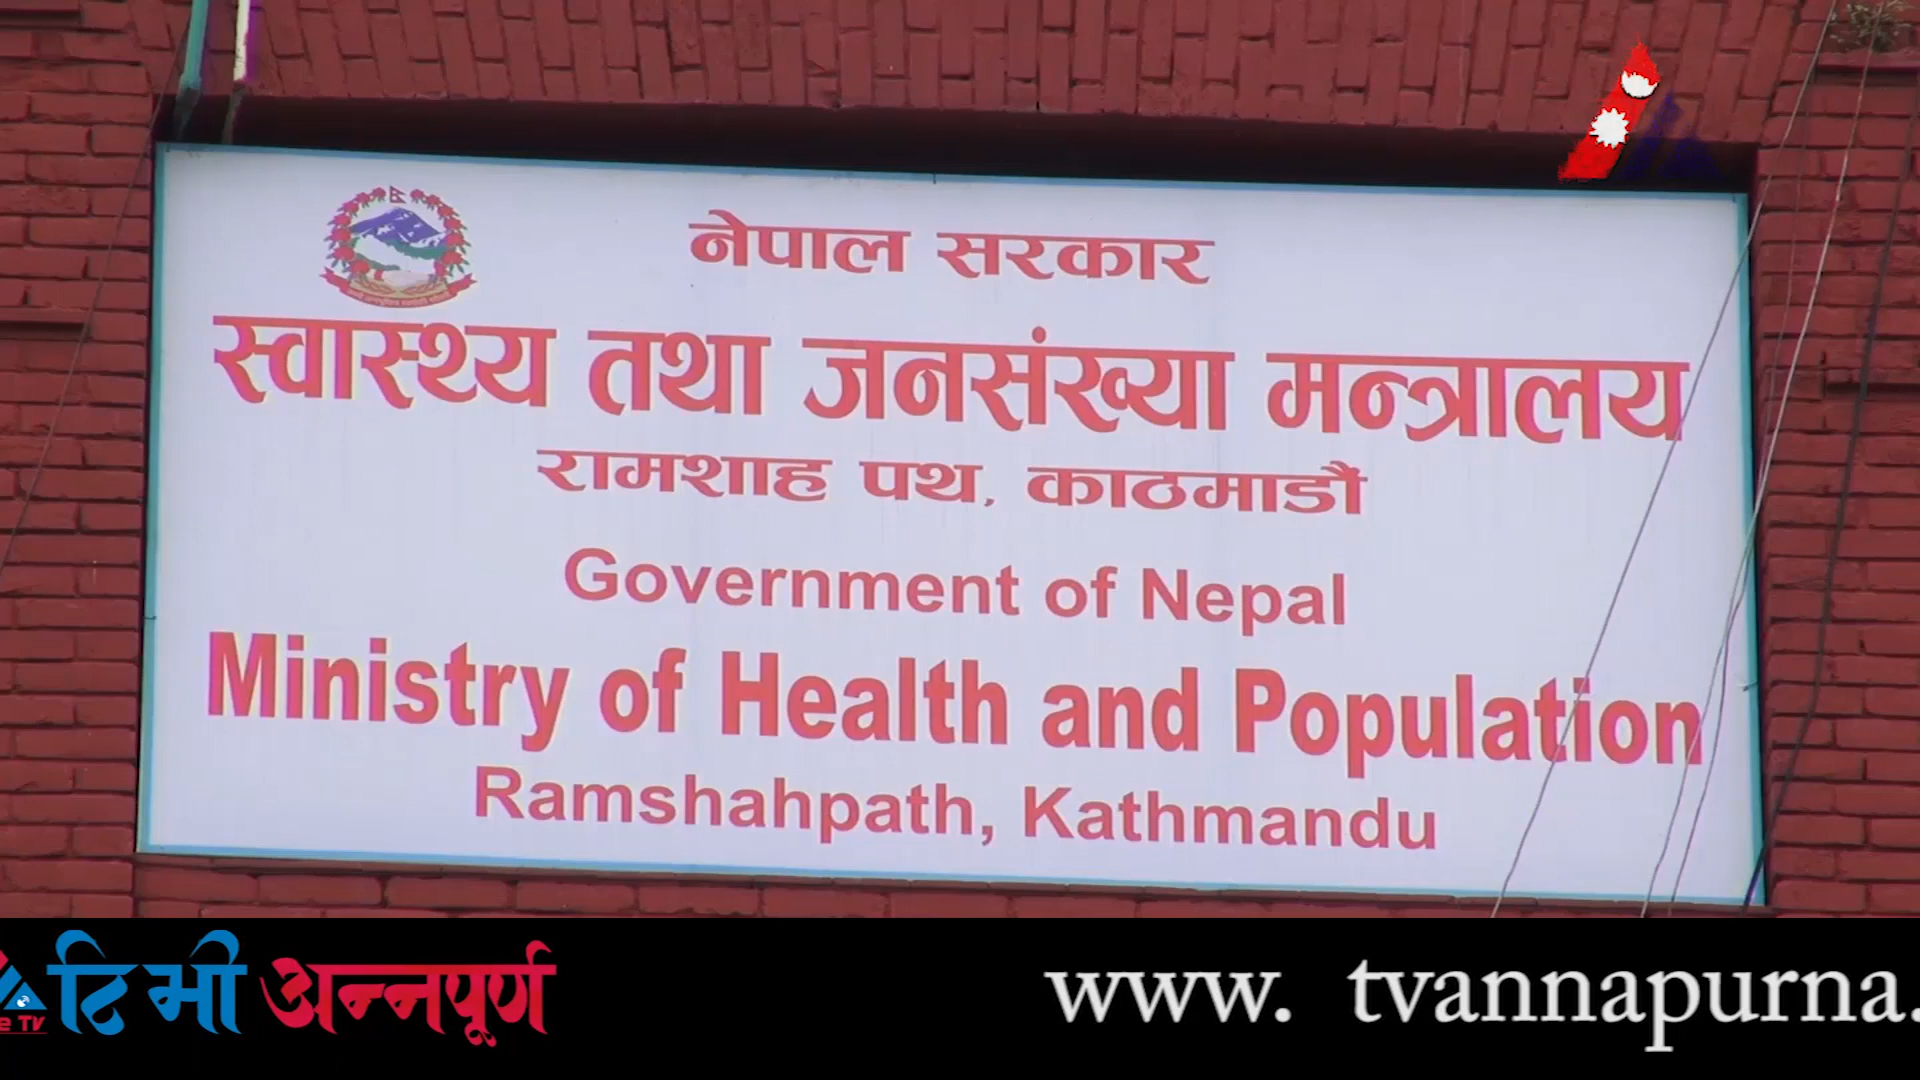 नेपाल सरकार
स्वास्थ्य तथा जनसंख्या मन्त्रालय
रामशाह पथ, काठमाडौं
Government of Nepal
Ministry of Health and Population
Ramshahpath, Kathmandu
e TV टि भी अन्नपूर्ण www. tvannapurna.